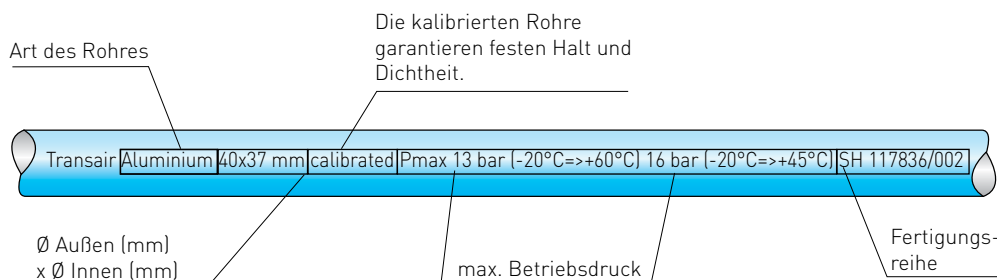 Art des Rohres
Die kalibrierten Rohre
garantieren festen Halt und
Dichtheit.
Transair Aluminium 40x37 mm calibrated Pmax 13 bar (-20°C=>+60°C) 16 bar (-20°C=>+45°C) SH 117836/002
Ø Außen (mm)
x Ø Innen (mm)
max. Betriebsdruck
Fertigungs-
reihe